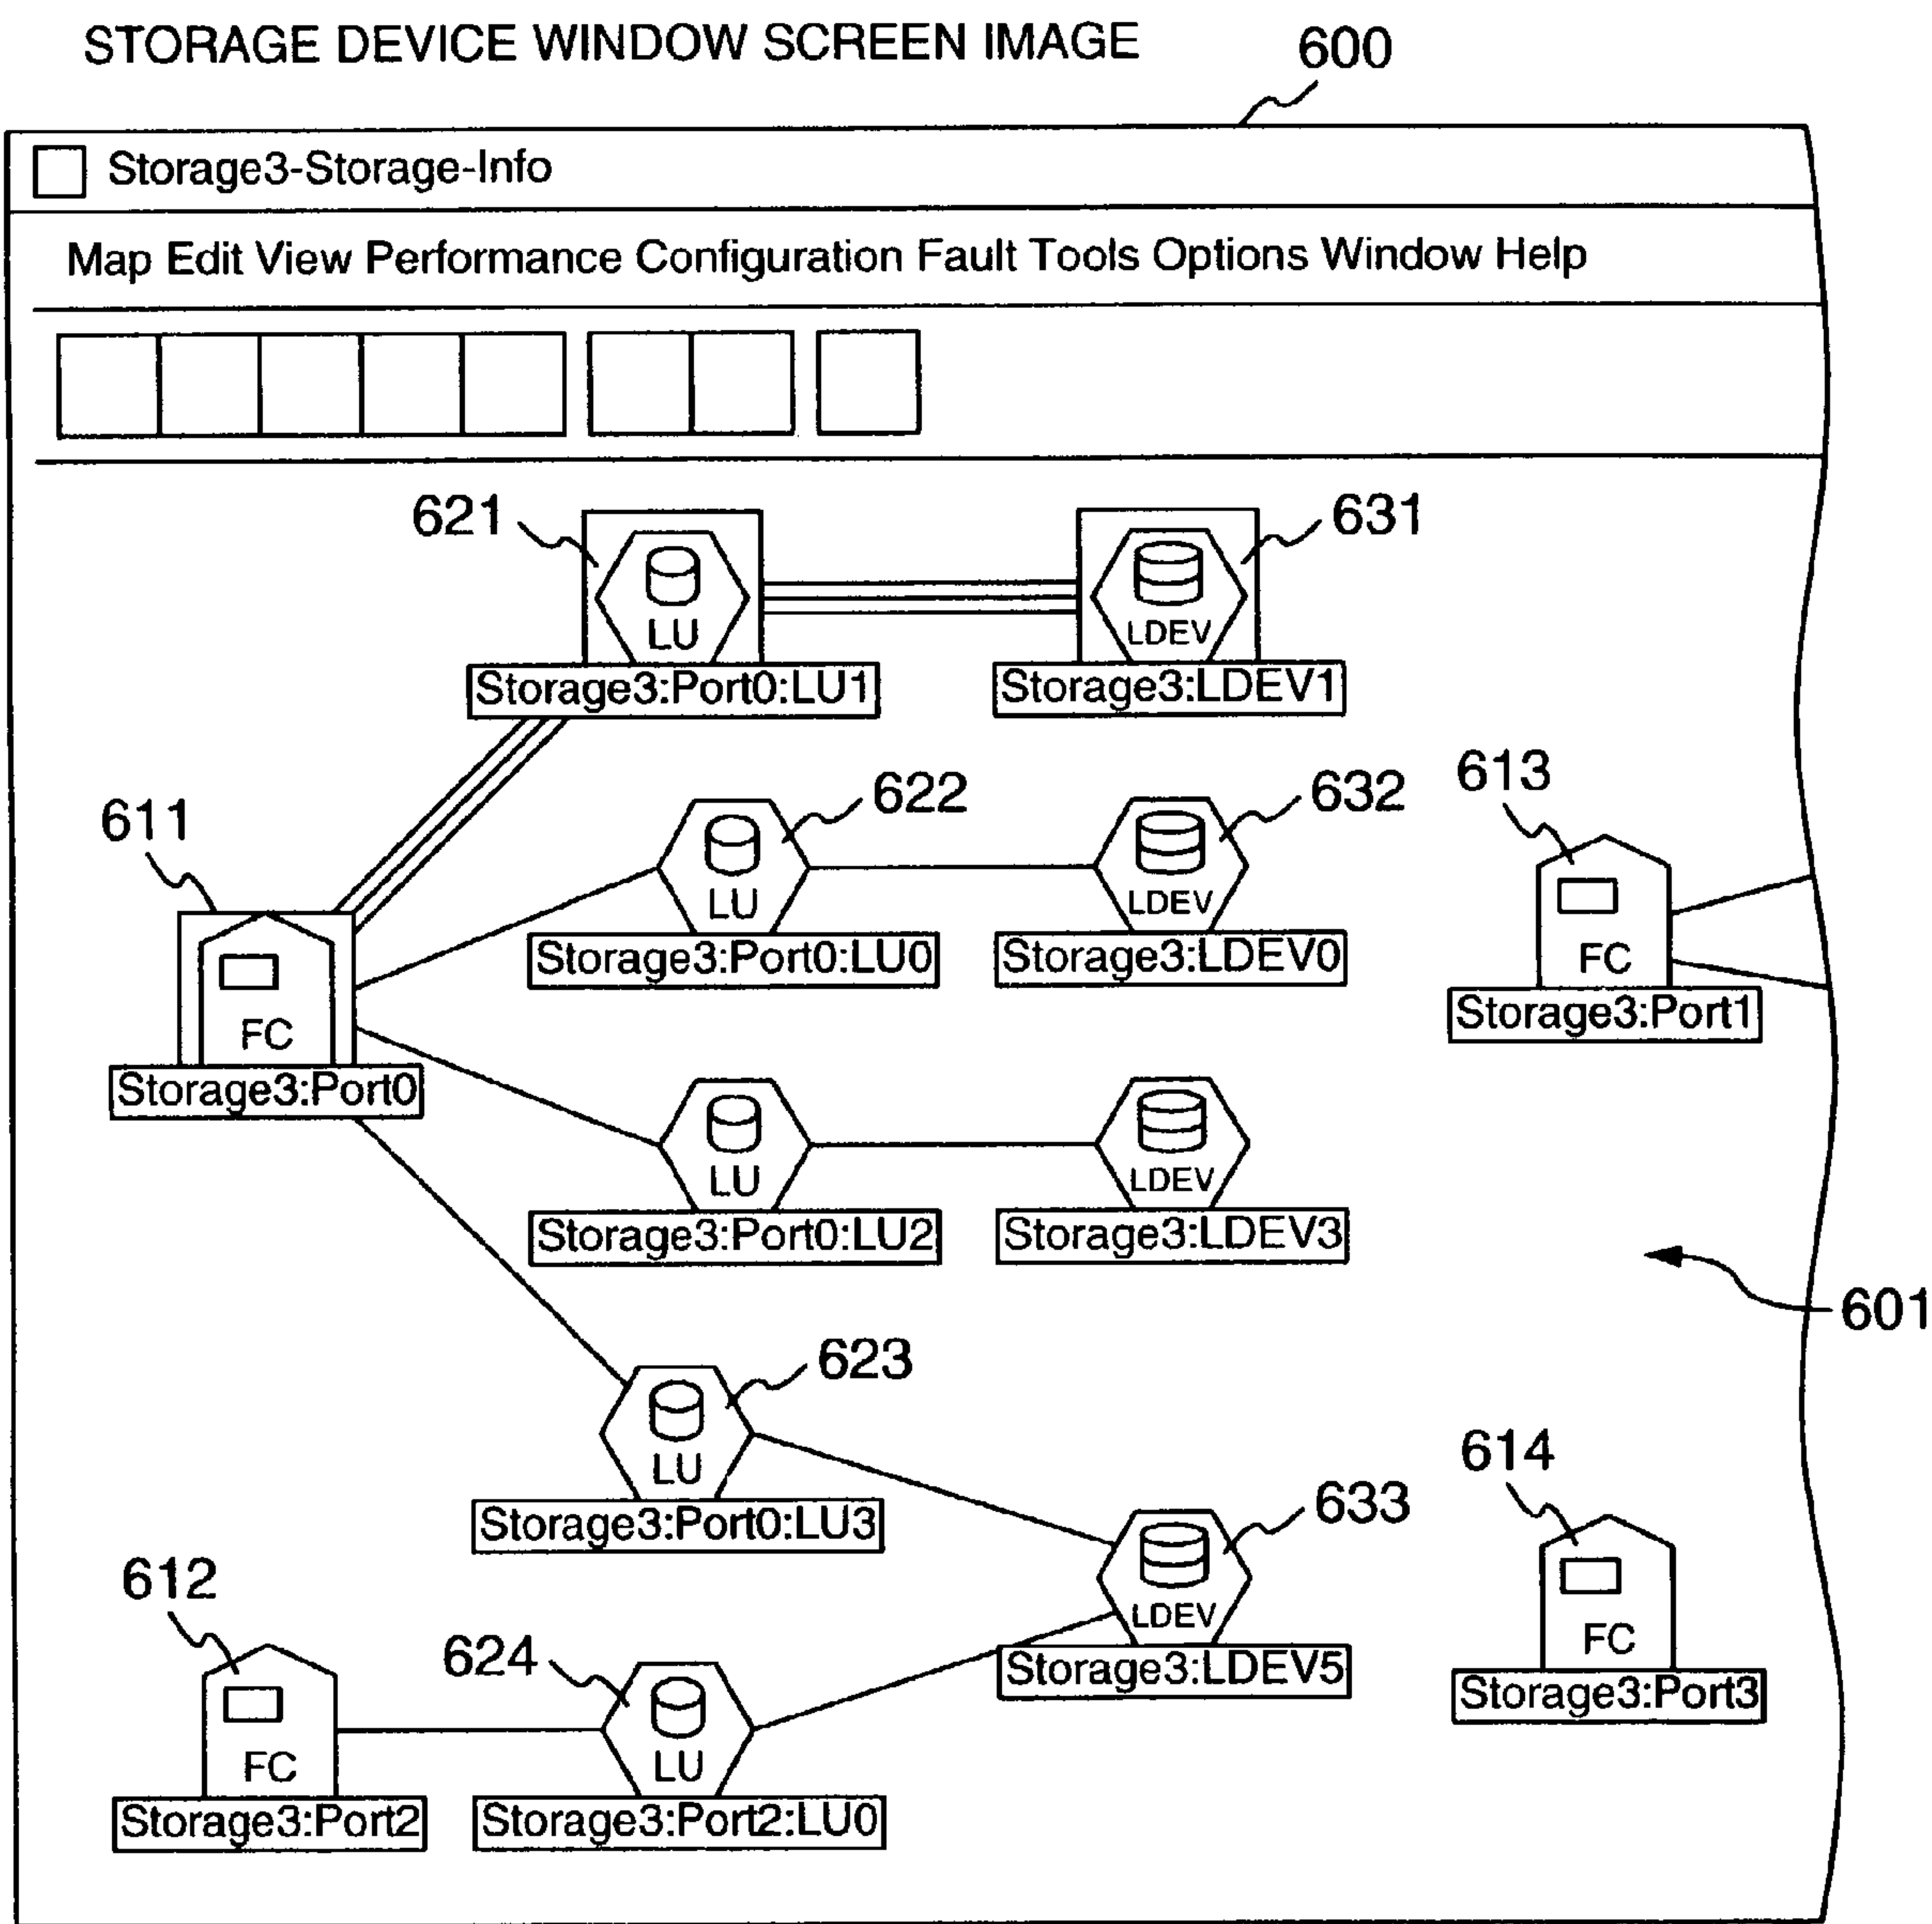 STORAGE DEVICE WINDOW SCREEN IMAGE
600
Storage3-Storage-Info
Map Edit View Performance Configuration Fault Tools Options Window Help
621
631
LU
LDEV
Storage3:Port0:LU1
Storage3:LDEV1
611
622
632
613
LU
LDEV
FC
Storage3:Port0:LU0
Storage3:LDEV0
Storage3:Port1
FC
Storage3:Port0
LU
LDEV
Storage3:Port0:LU2
Storage3:LDEV3
601
623
LU
Storage3:Port0:LU3
633
614
LDEV
FC
Storage3:LDEV5
Storage3:Port3
612
624
FC
LU
Storage3:Port2
Storage3:Port2:LU0